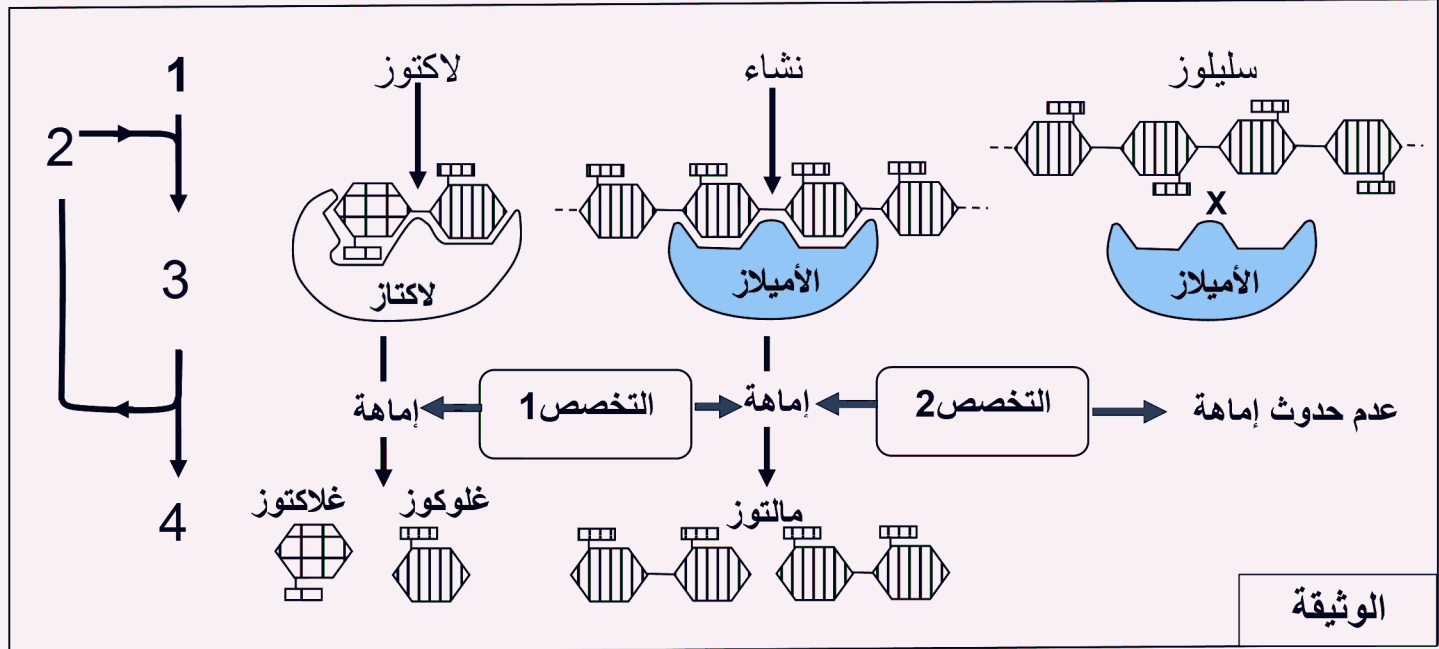 1 لاكتوز نشاء سليلوز
2
X
3 لاكتاز الأميلاز الأميلاز
إماهة التخصص1 إماهة التخصص2 عدم حدوث إماهة
4 غلاكتوز غلوكوز مالتوز
الوثيقة